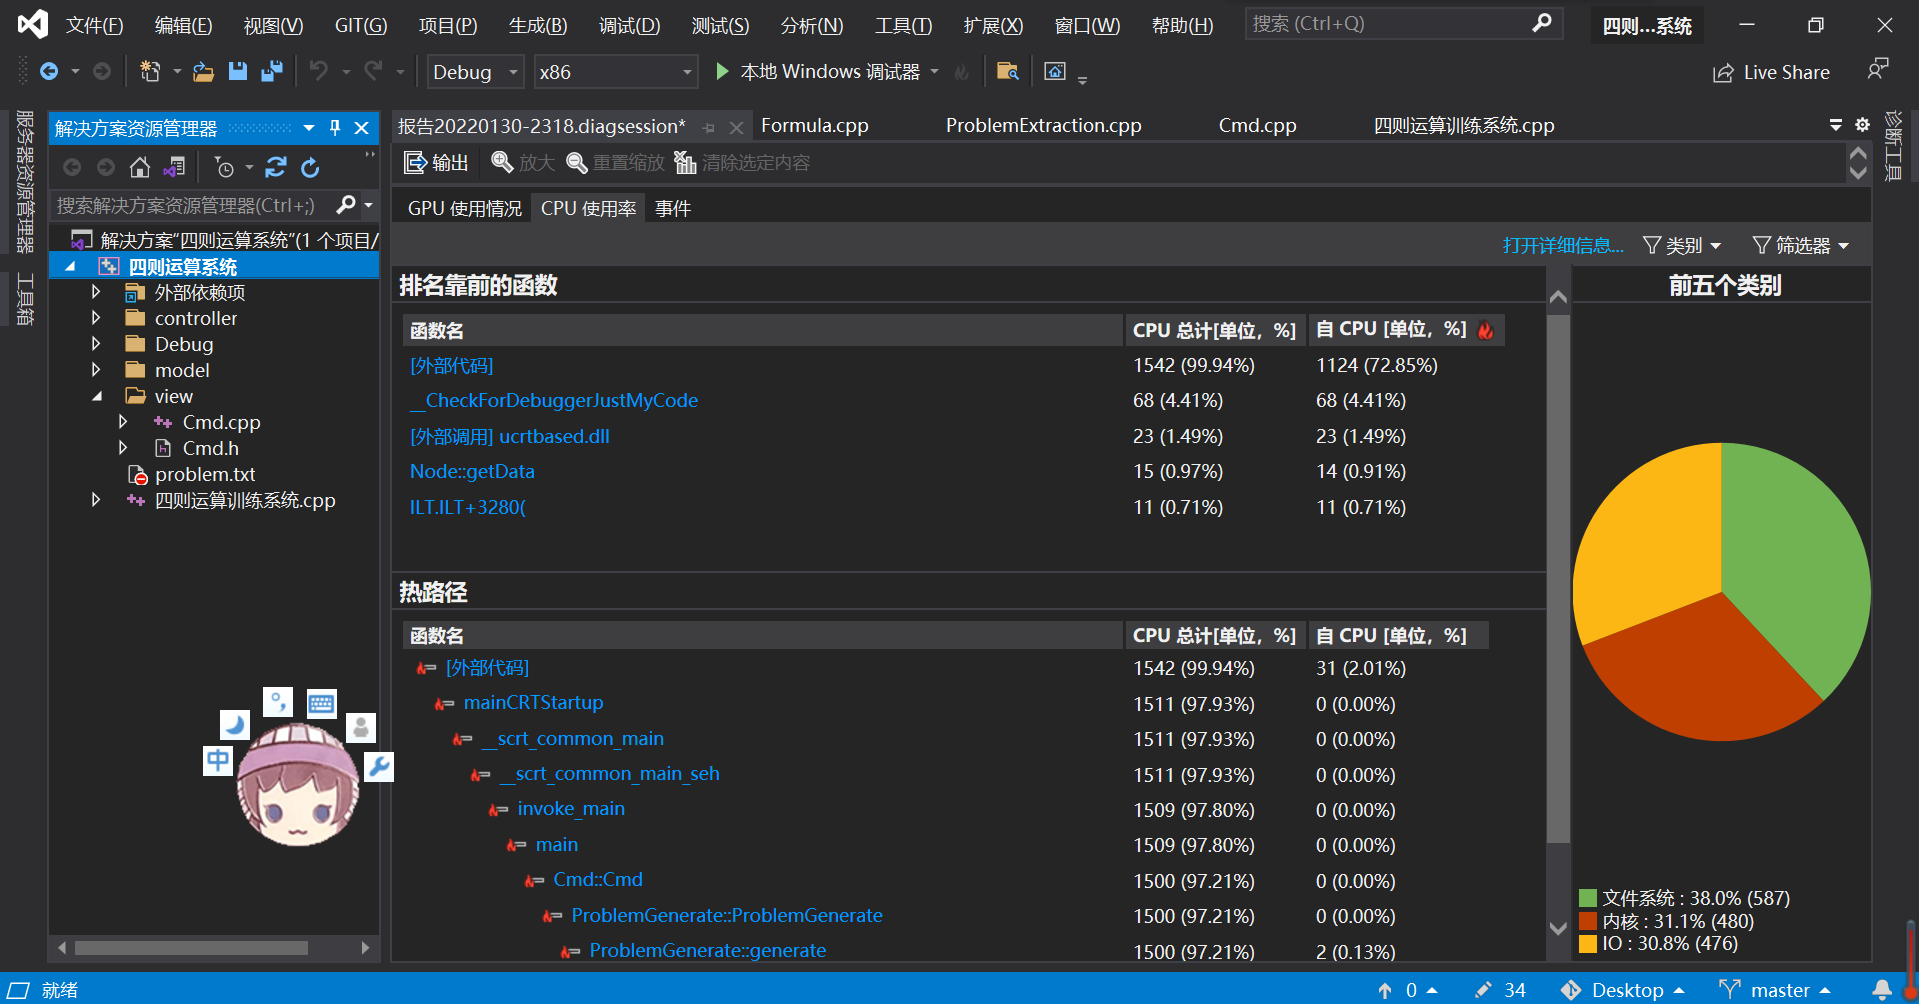 文件(F) 编辑(E) 视图(V) GIT(G) 项目(P) 生成(B) 调试(D) 测试(S) 分析(N) 工具(T) 扩展(X) 窗口(W) 帮助(H) 搜索 (Ctrl+Q) 四则...系统
Debug x86 本地 Windows 调试器 Live Share
服务器资源管理器
工具箱
解决方案资源管理器
搜索解决方案资源管理器(Ctrl+;)
解决方案"四则运算系统"(1 个项目/
四则运算系统
外部依赖项
controller
Debug
model
view
Cmd.cpp
Cmd.h
problem.txt
四则运算训练系统.cpp
报告20220130-2318.diagsession* Formula.cpp ProblemExtraction.cpp Cmd.cpp 四则运算训练系统.cpp
输出 放大 重置缩放 清除选定内容
GPU 使用情况 CPU 使用率 事件
打开详细信息... 类别 筛选器
排名靠前的函数
函数名 CPU 总计[单位, %] 自 CPU [单位, %]
[外部代码] 1542 (99.94%) 1124 (72.85%)
__CheckForDebuggerJustMyCode 68 (4.41%) 68 (4.41%)
[外部调用] ucrtbased.dll 23 (1.49%) 23 (1.49%)
Node::getData 15 (0.97%) 14 (0.91%)
ILT.ILT+3280( 11 (0.71%) 11 (0.71%)
热路径
函数名 CPU 总计[单位, %] 自 CPU [单位, %]
[外部代码] 1542 (99.94%) 31 (2.01%)
mainCRTStartup 1511 (97.93%) 0 (0.00%)
__scrt_common_main 1511 (97.93%) 0 (0.00%)
__scrt_common_main_seh 1511 (97.93%) 0 (0.00%)
invoke_main 1509 (97.80%) 0 (0.00%)
main 1509 (97.80%) 0 (0.00%)
Cmd::Cmd 1500 (97.21%) 0 (0.00%)
ProblemGenerate::ProblemGenerate 1500 (97.21%) 0 (0.00%)
ProblemGenerate::generate 1500 (97.21%) 2 (0.13%)
前五个类别
文件系统 : 38.0% (587)
内核 : 31.1% (480)
IO : 30.8% (476)
诊断工具
中
就绪 0 34 Desktop master